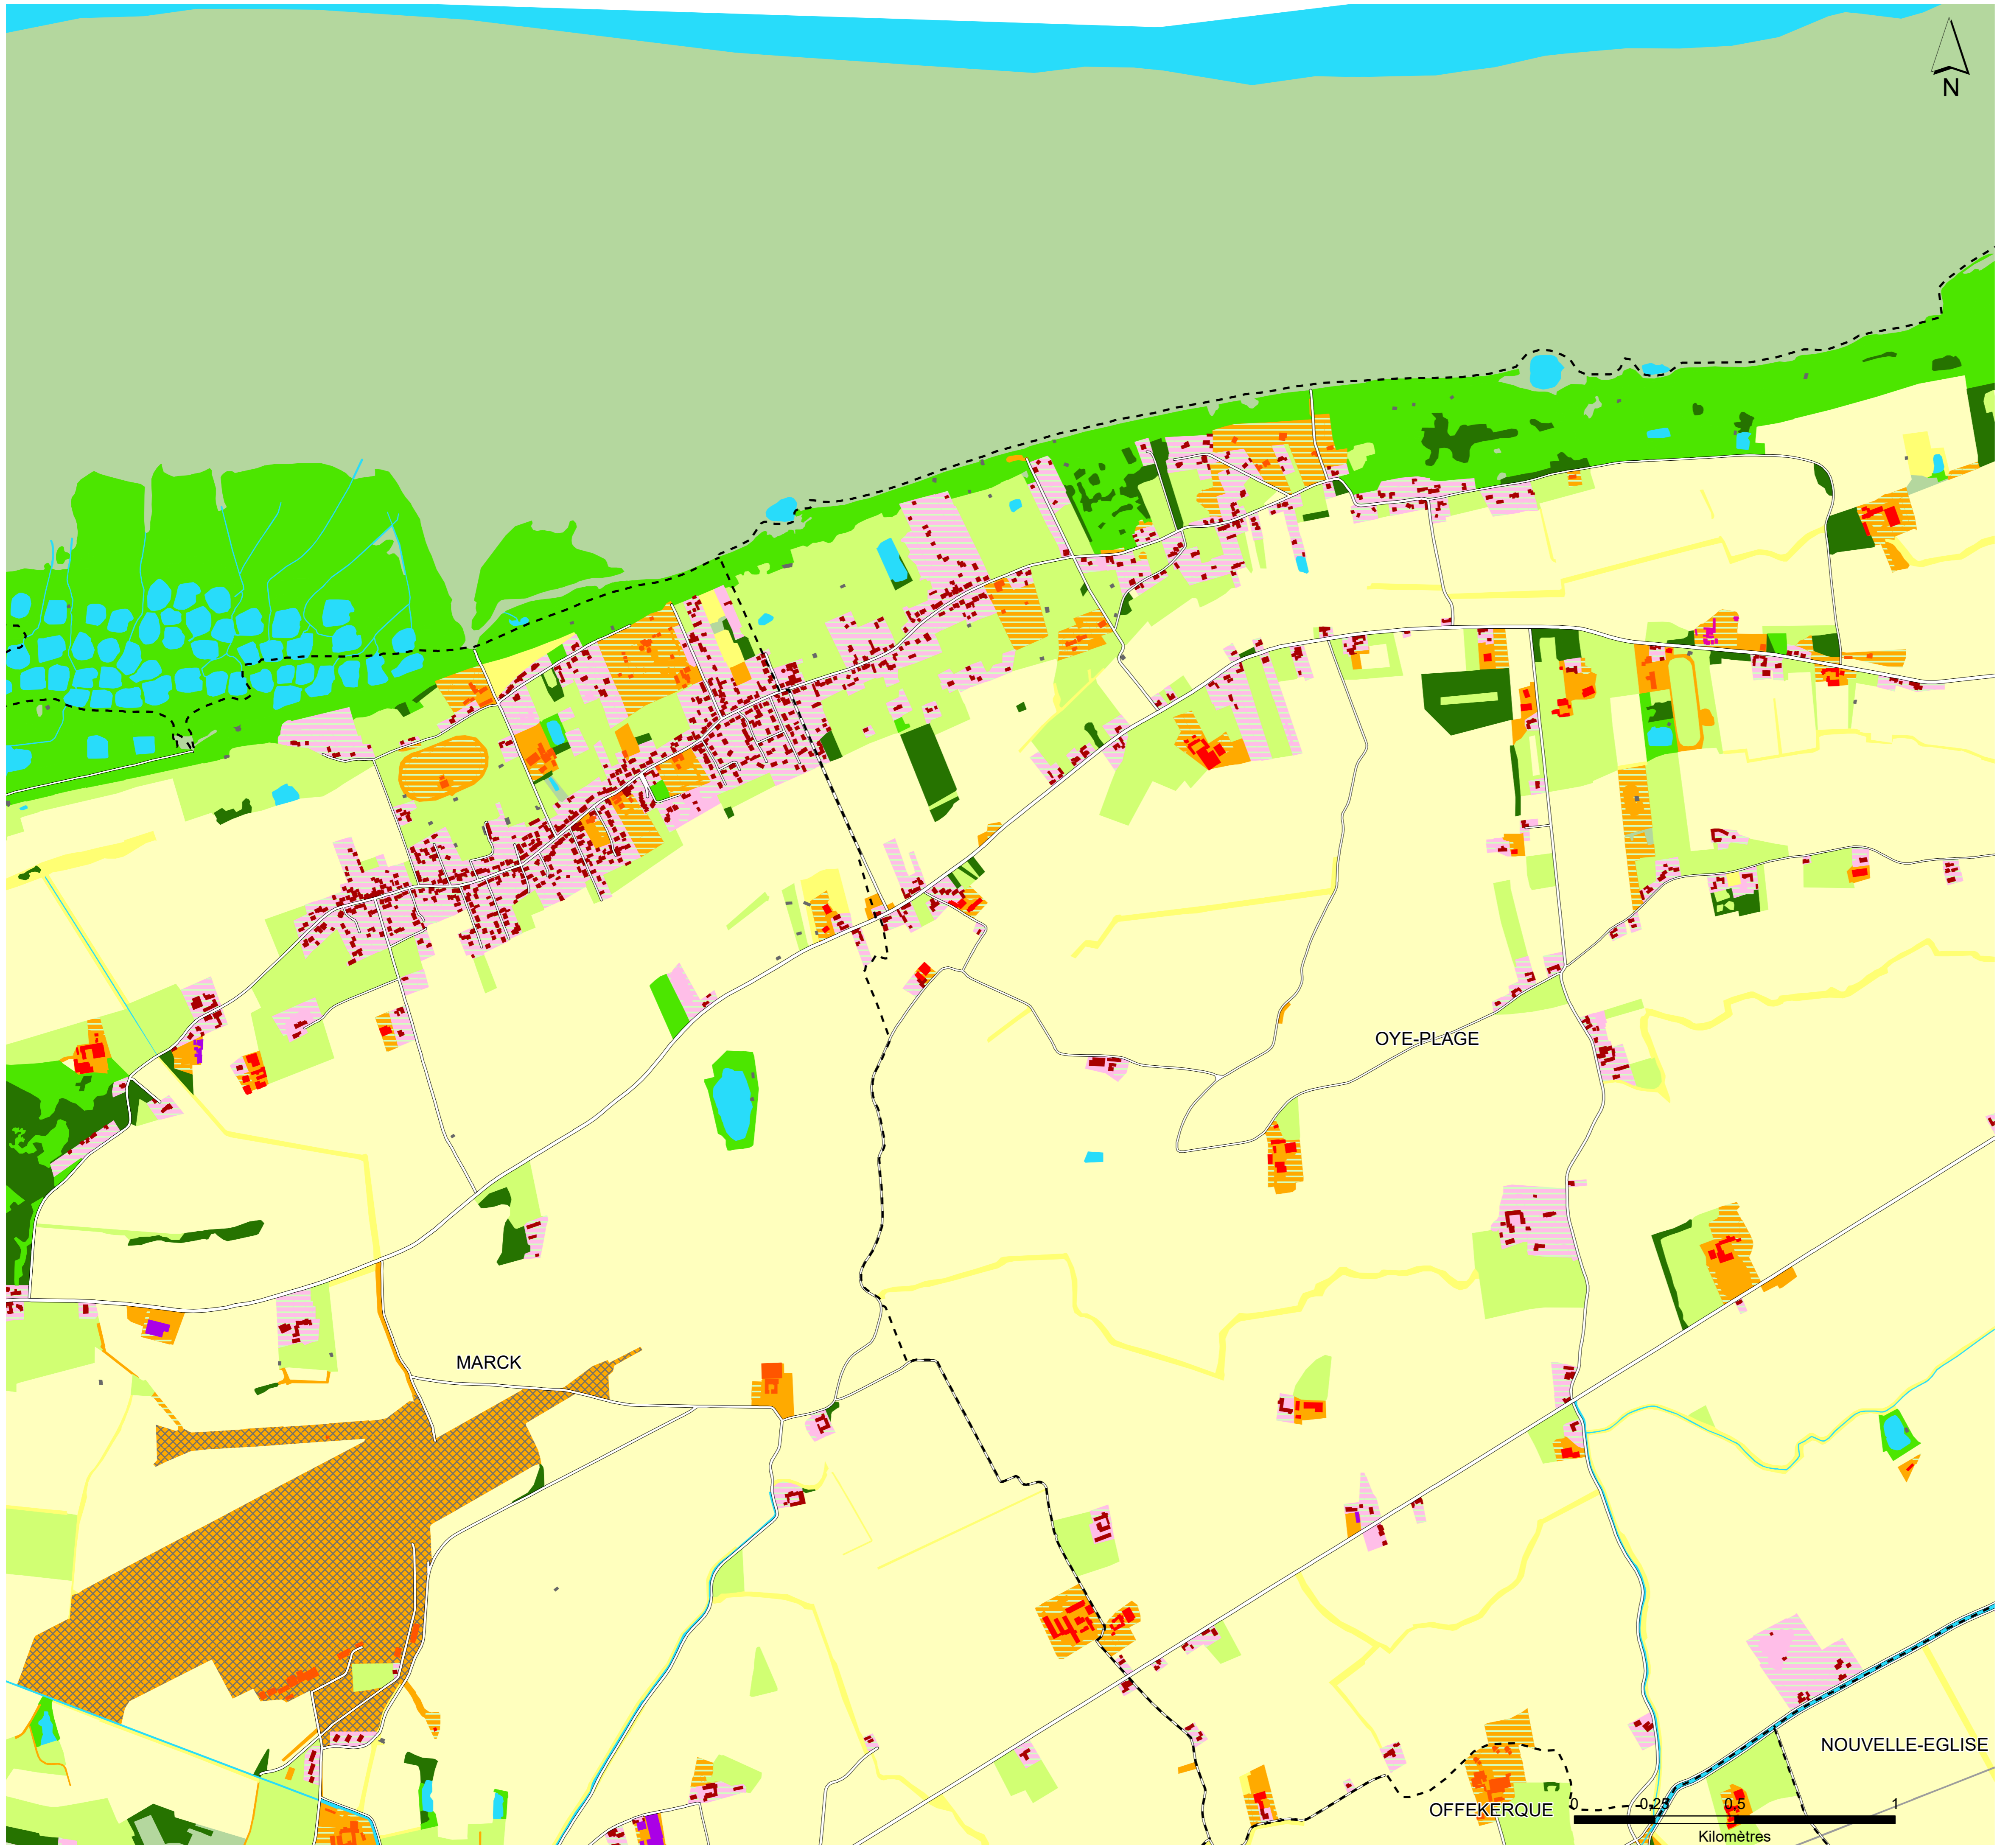 N
OYE-PLAGE
MARCK
NOUVELLE-EGLISE
OFFEKERQUE
0 0,25 0,5 1
Kilomètres